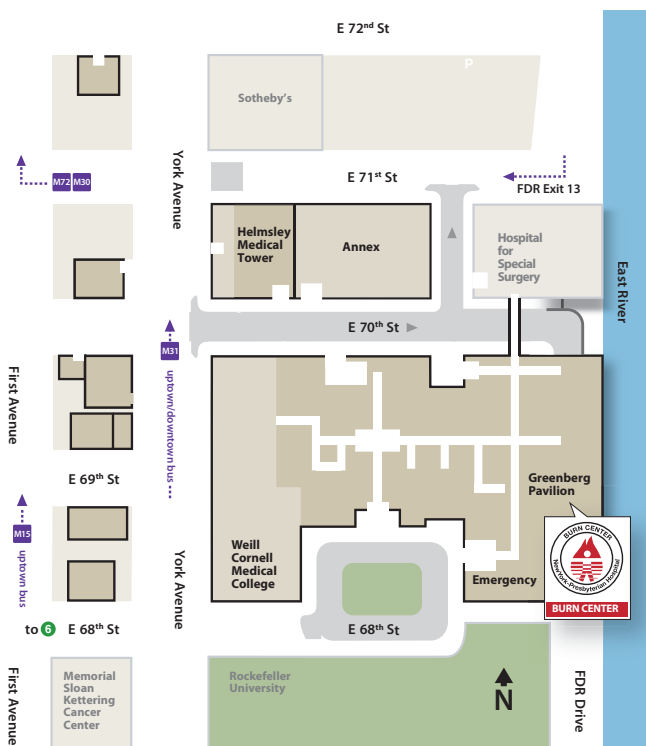 E 72nd St
P
Sotheby's
York Avenue
M72 M30
E 71st St
FDR Exit 13
Helmsley
Medical
Tower
Annex
Hospital
for
Special
Surgery
East River
E 70th St
M31
uptown/downtown bus
First Avenue
E 69th St
Greenberg
Pavilion
M15
uptown bus
York Avenue
Weill
Cornell
Medical
College
Emergency
BURN CENTER
NewYork-Presbyterian Hospital
BURN CENTER
to 6 E 68th St
E 68th St
First Avenue
Memorial
Sloan
Kettering
Cancer
Center
Rockefeller
University
N
FDR Drive